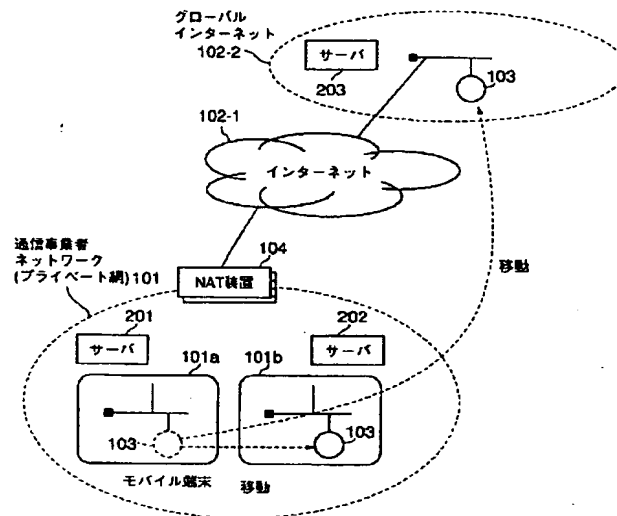 グローバル
インターネット
102-2
サーバ
203
103
102-1
インターネット
通信事業者
ネットワーク
(プライベート網)101
104
NAT装置
移動
201
サーバ
202
サーバ
101a
101b
103
103
モバイル端末
移動